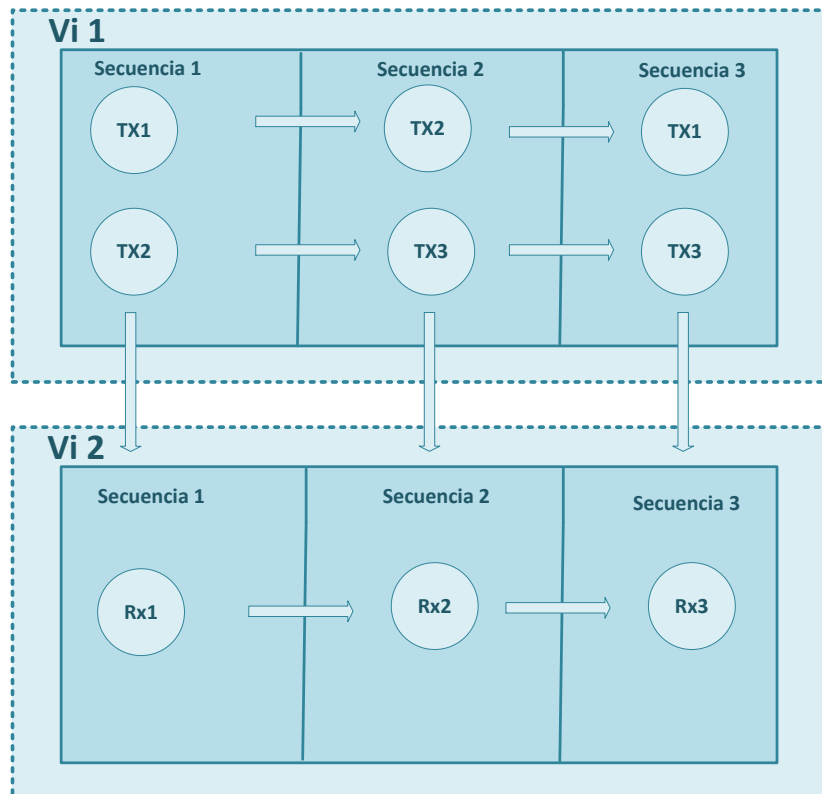 Vi 1
Secuencia 1
Secuencia 2
Secuencia 3
TX1
TX2
TX1
TX2
TX3
TX3
Vi 2
Secuencia 1
Secuencia 2
Secuencia 3
Rx1
Rx2
Rx3